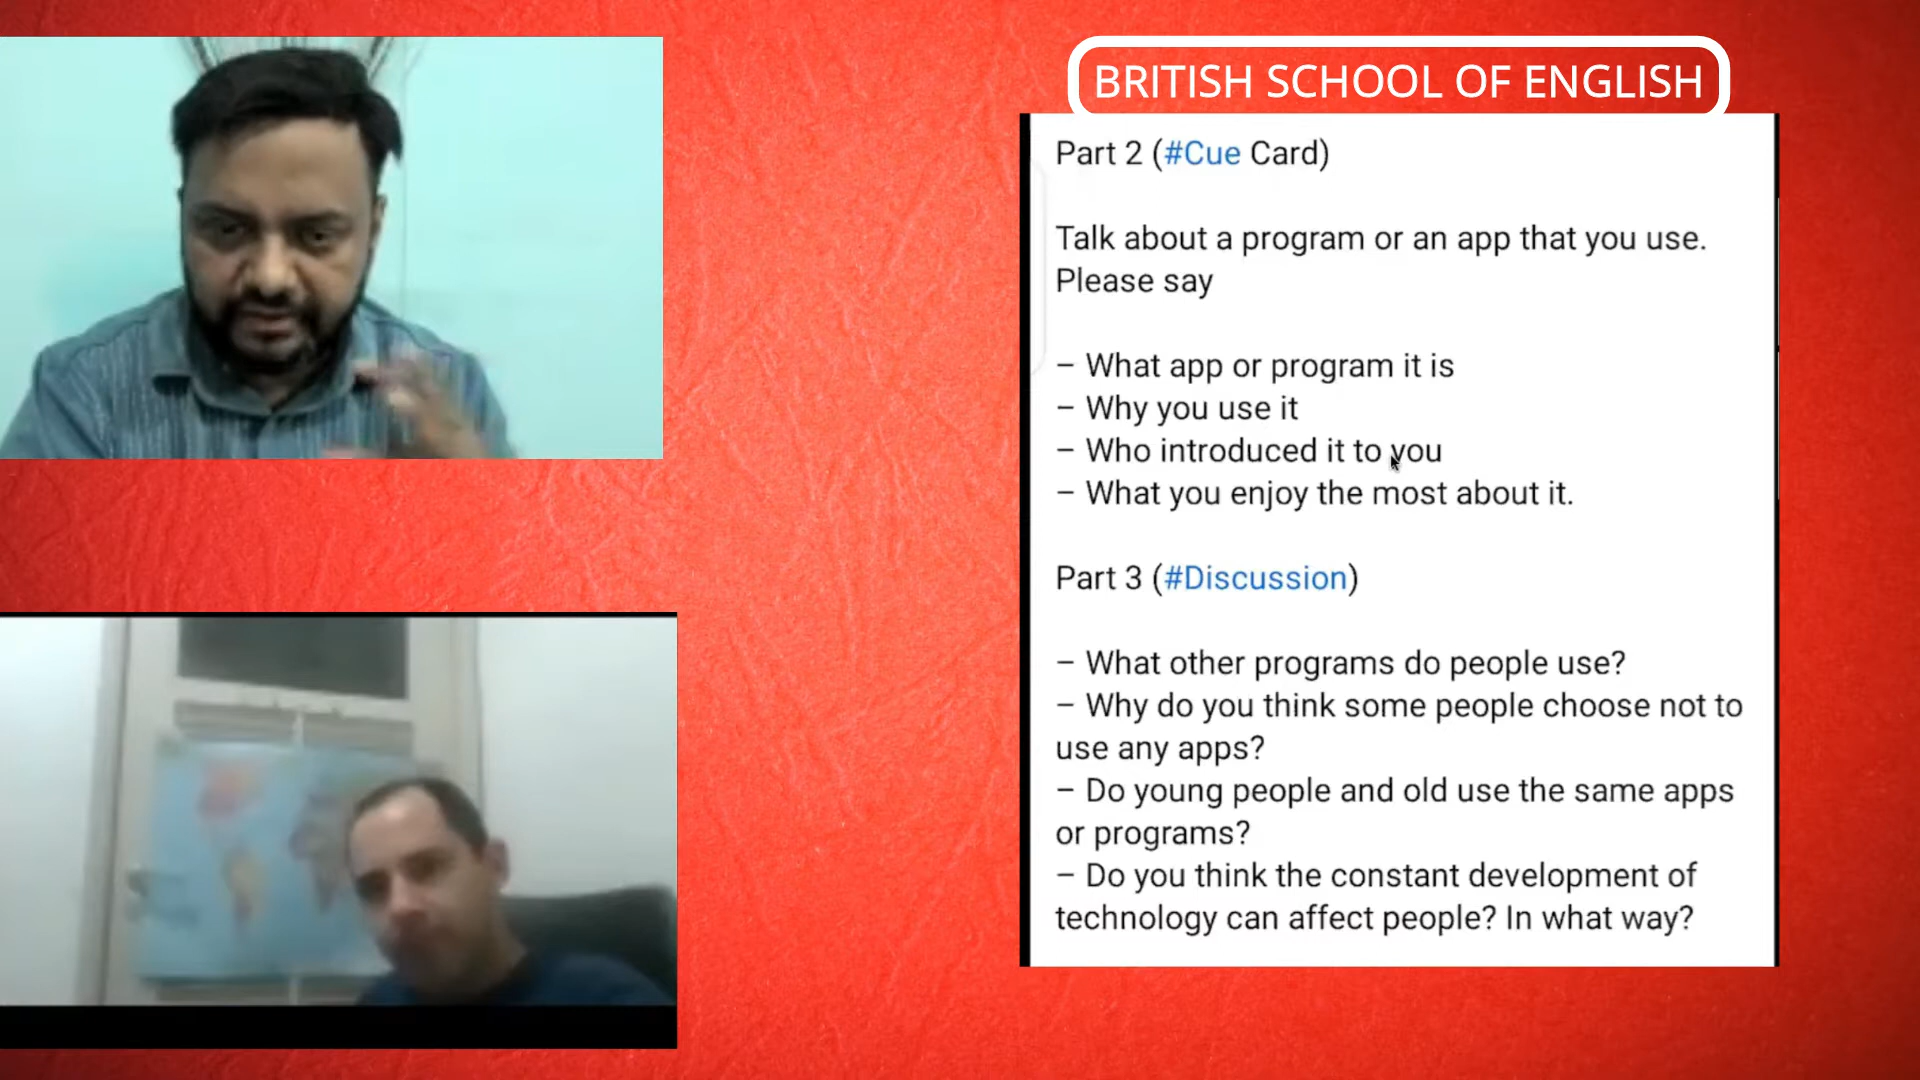 BRITISH SCHOOL OF ENGLISH
Part 2 (#Cue Card)
Talk about a program or an app that you use.
Please say
– What app or program it is
– Why you use it
– Who introduced it to you
– What you enjoy the most about it.
Part 3 (#Discussion)
– What other programs do people use?
– Why do you think some people choose not to
use any apps?
– Do young people and old use the same apps
or programs?
– Do you think the constant development of
technology can affect people? In what way?